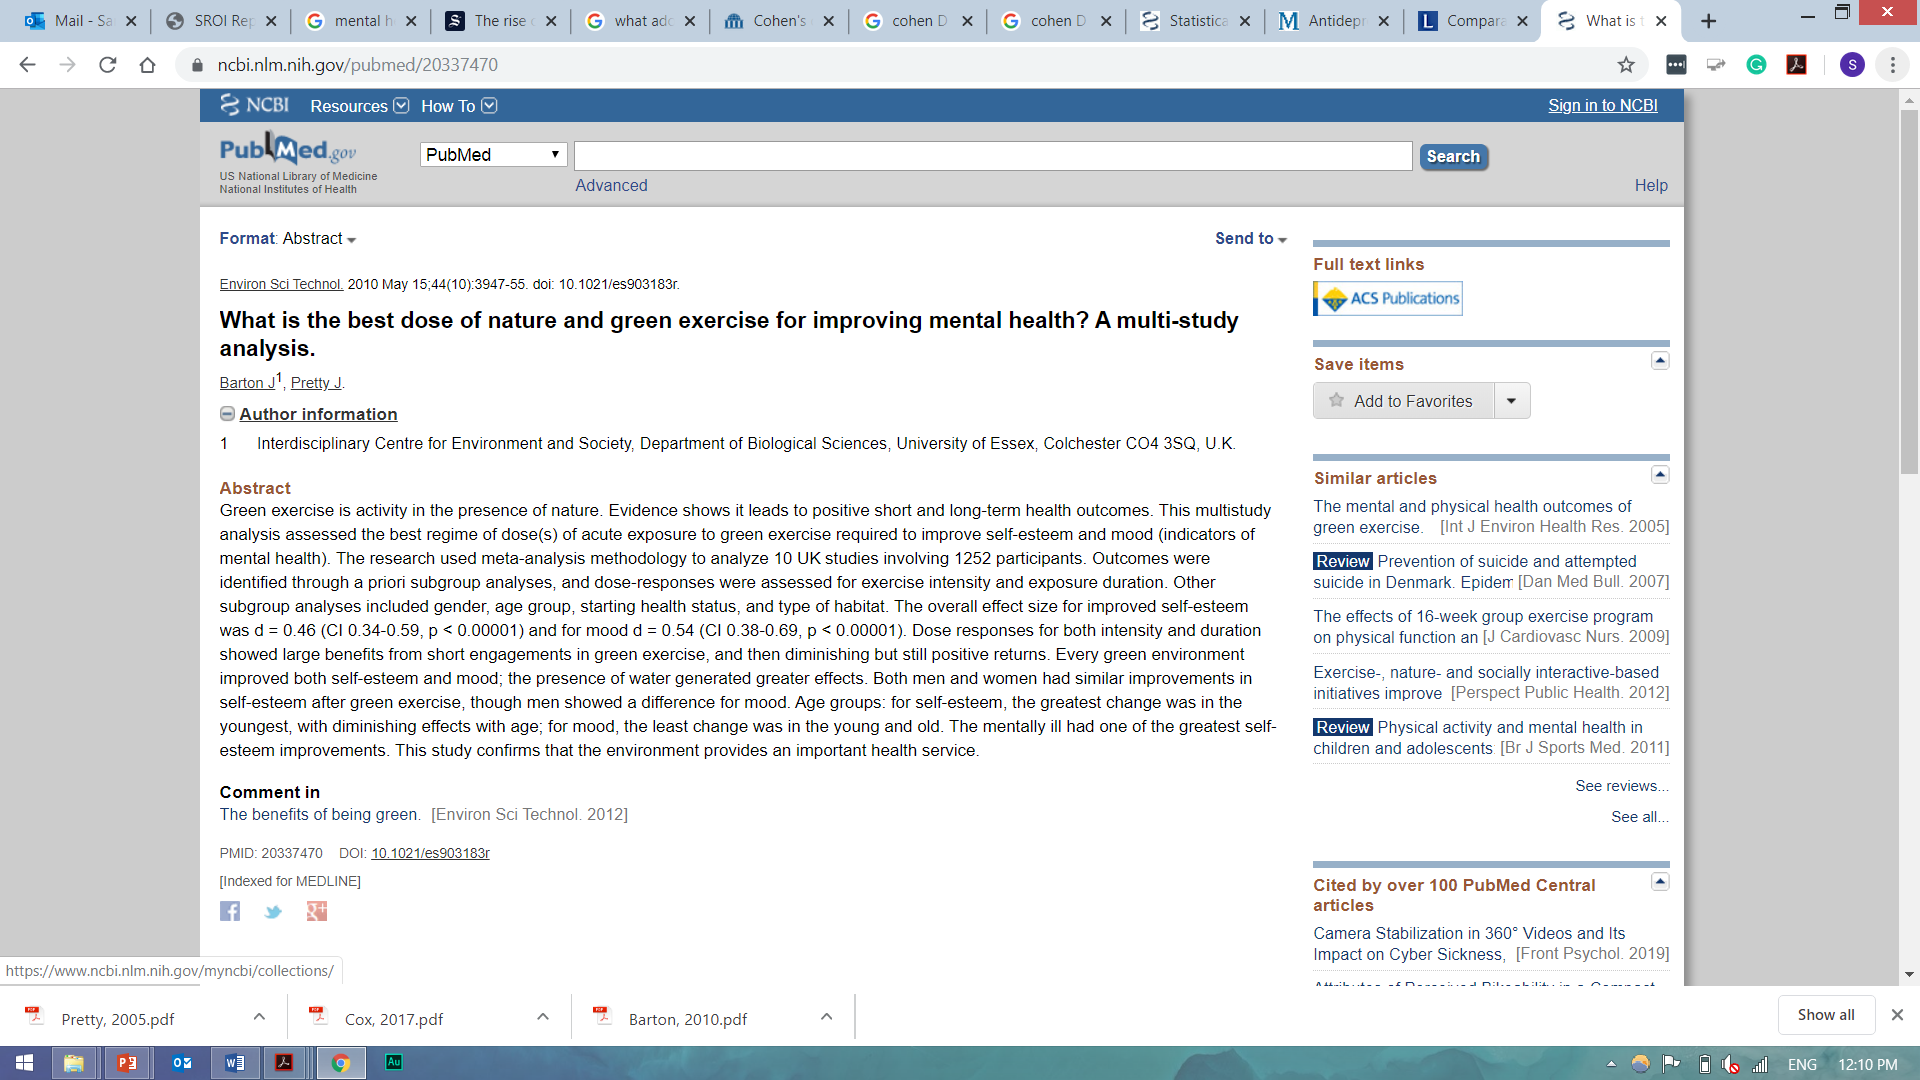 Mail - Sa
SROI Rep
mental h
The rise
what add
Cohen's
cohen D
cohen D
Statistica
Antidepr
Compara
What is t
ncbi.nlm.nih.gov/pubmed/20337470
S
NCBI Resources How To
Sign in to NCBI
PubMed.gov
US National Library of Medicine
National Institutes of Health
PubMed
Search
Advanced
Help
Format: Abstract
Send to
Environ Sci Technol. 2010 May 15;44(10):3947-55. doi: 10.1021/es903183r.
What is the best dose of nature and green exercise for improving mental health? A multi-study
analysis.
Barton J1, Pretty J.
Author information
1 Interdisciplinary Centre for Environment and Society, Department of Biological Sciences, University of Essex, Colchester CO4 3SQ, U.K.
Abstract
Green exercise is activity in the presence of nature. Evidence shows it leads to positive short and long-term health outcomes. This multistudy
analysis assessed the best regime of dose(s) of acute exposure to green exercise required to improve self-esteem and mood (indicators of
mental health). The research used meta-analysis methodology to analyze 10 UK studies involving 1252 participants. Outcomes were
identified through a priori subgroup analyses, and dose-responses were assessed for exercise intensity and exposure duration. Other
subgroup analyses included gender, age group, starting health status, and type of habitat. The overall effect size for improved self-esteem
was d = 0.46 (CI 0.34-0.59, p < 0.00001) and for mood d = 0.54 (CI 0.38-0.69, p < 0.00001). Dose responses for both intensity and duration
showed large benefits from short engagements in green exercise, and then diminishing but still positive returns. Every green environment
improved both self-esteem and mood; the presence of water generated greater effects. Both men and women had similar improvements in
self-esteem after green exercise, though men showed a difference for mood. Age groups: for self-esteem, the greatest change was in the
youngest, with diminishing effects with age; for mood, the least change was in the young and old. The mentally ill had one of the greatest self-
esteem improvements. This study confirms that the environment provides an important health service.
Comment in
The benefits of being green. [Environ Sci Technol. 2012]
PMID: 20337470 DOI: 10.1021/es903183r
[Indexed for MEDLINE]
Full text links
ACS Publications
Save items
Add to Favorites
Similar articles
The mental and physical health outcomes of
green exercise. [Int J Environ Health Res. 2005]
Review Prevention of suicide and attempted
suicide in Denmark. Epidem [Dan Med Bull. 2007]
The effects of 16-week group exercise program
on physical function an [J Cardiovasc Nurs. 2009]
Exercise-, nature- and socially interactive-based
initiatives improve [Perspect Public Health. 2012]
Review Physical activity and mental health in
children and adolescents [Br J Sports Med. 2011]
See reviews...
See all...
Cited by over 100 PubMed Central
articles
Camera Stabilization in 360° Videos and Its
Impact on Cyber Sickness, [Front Psychol. 2019]
https://www.ncbi.nlm.nih.gov/myncbi/collections/
Pretty, 2005.pdf
Cox, 2017.pdf
Barton, 2010.pdf
Show all
ENG 12:10 PM